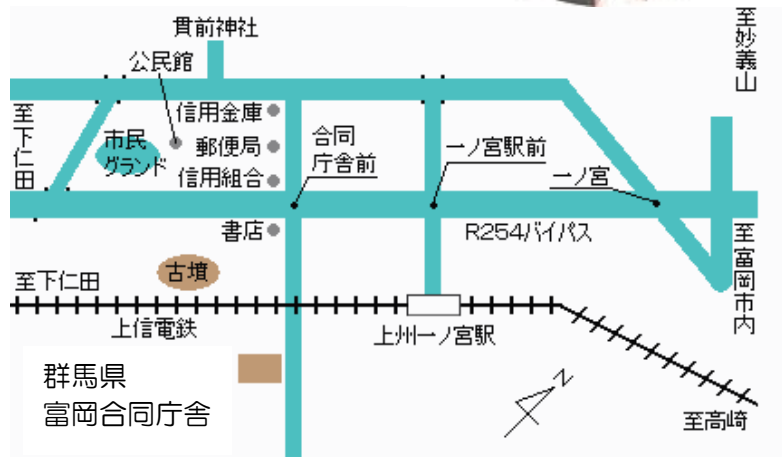 貫前神社
至妙義山
公民館
至下仁田
信用金庫
市民
グランド
郵便局
合同
庁舎前
一ノ宮駅前
信用組合
一ノ宮
書店
R254バイパス
至富岡市内
古墳
至下仁田
上信電鉄
上州一ノ宮駅
群馬県
富岡合同庁舎
N
至高崎